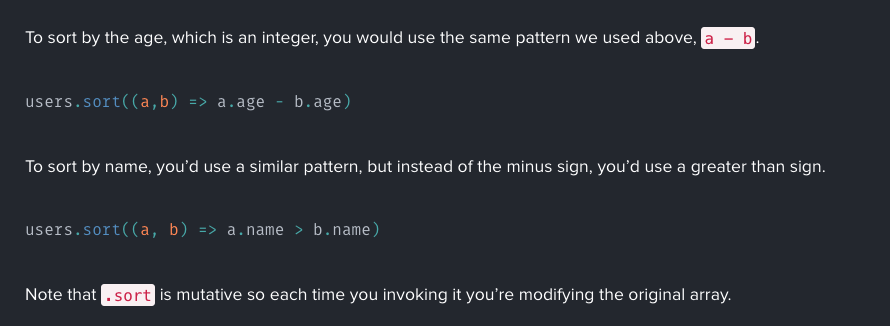 To sort by the age, which is an integer, you would use the same pattern we used above, a - b.
users.sort((a,b) => a.age - b.age)
To sort by name, you’d use a similar pattern, but instead of the minus sign, you’d use a greater than sign.
users.sort((a, b) => a.name > b.name)
Note that .sort is mutative so each time you invoking it you’re modifying the original array.